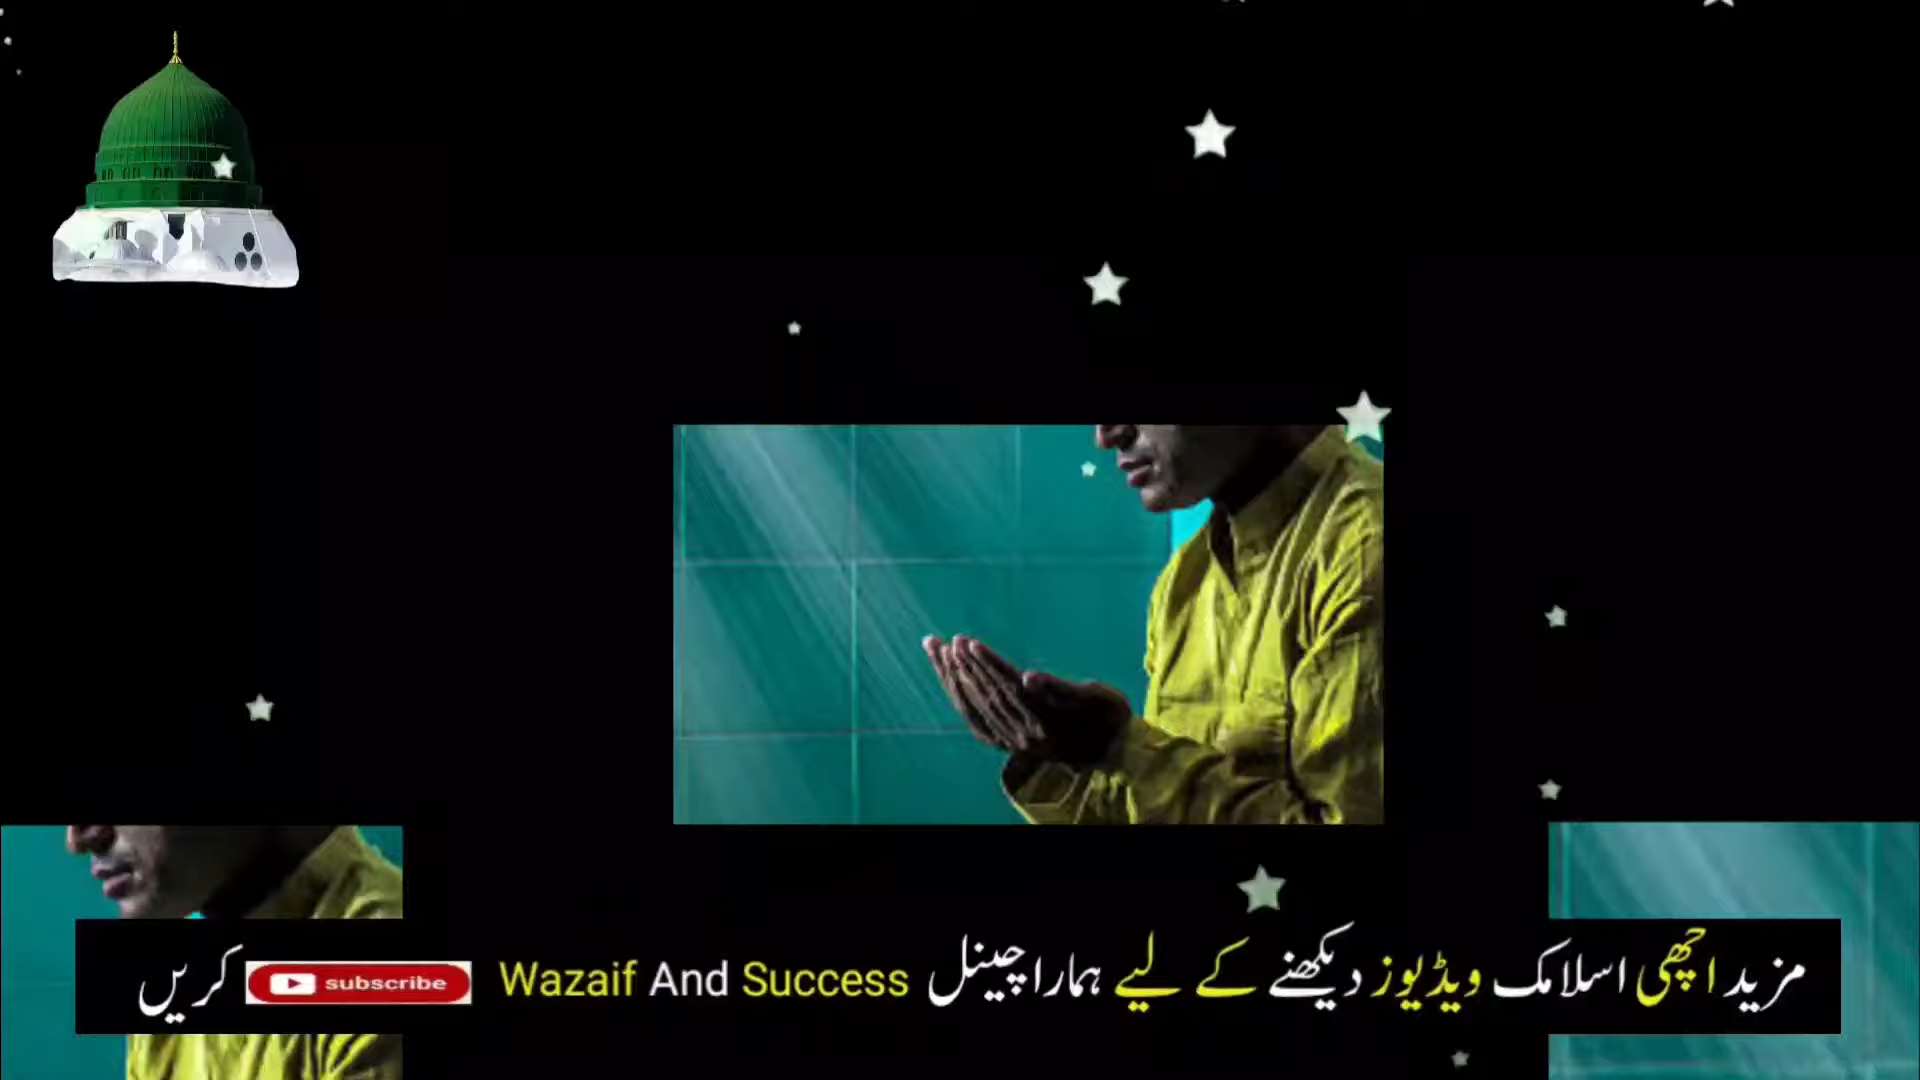 مزید اچھی اسلامک ویڈیوز دیکھنے کے لیے ہمارا چینل Wazaif And Success subscribe کریں